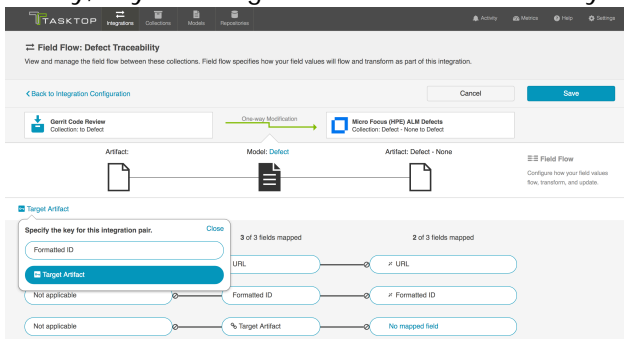 TASKTOP
Integrations
Collections
Models
Repositories
Activity
Metrics
Help
Settings
Field Flow: Defect Traceability
View and manage the field flow between these collections. Field flow specifies how your field values will flow and transform as part of this integration.
Back to Integration Configuration
Cancel
Save
Gerrit Code Review
Collection: to Defect
One-way Modification
Micro Focus (HPE) ALM Defects
Collection: Defect - None to Defect
Artifact:
Model: Defect
Artifact: Defect - None
Field Flow
Configure how your field values
flow, transform, and update.
Target Artifact
Specify the key for this integration pair.
Close
Formatted ID
Target Artifact
3 of 3 fields mapped
2 of 3 fields mapped
URL
URL
Not applicable
Formatted ID
Formatted ID
Not applicable
Target Artifact
No mapped field